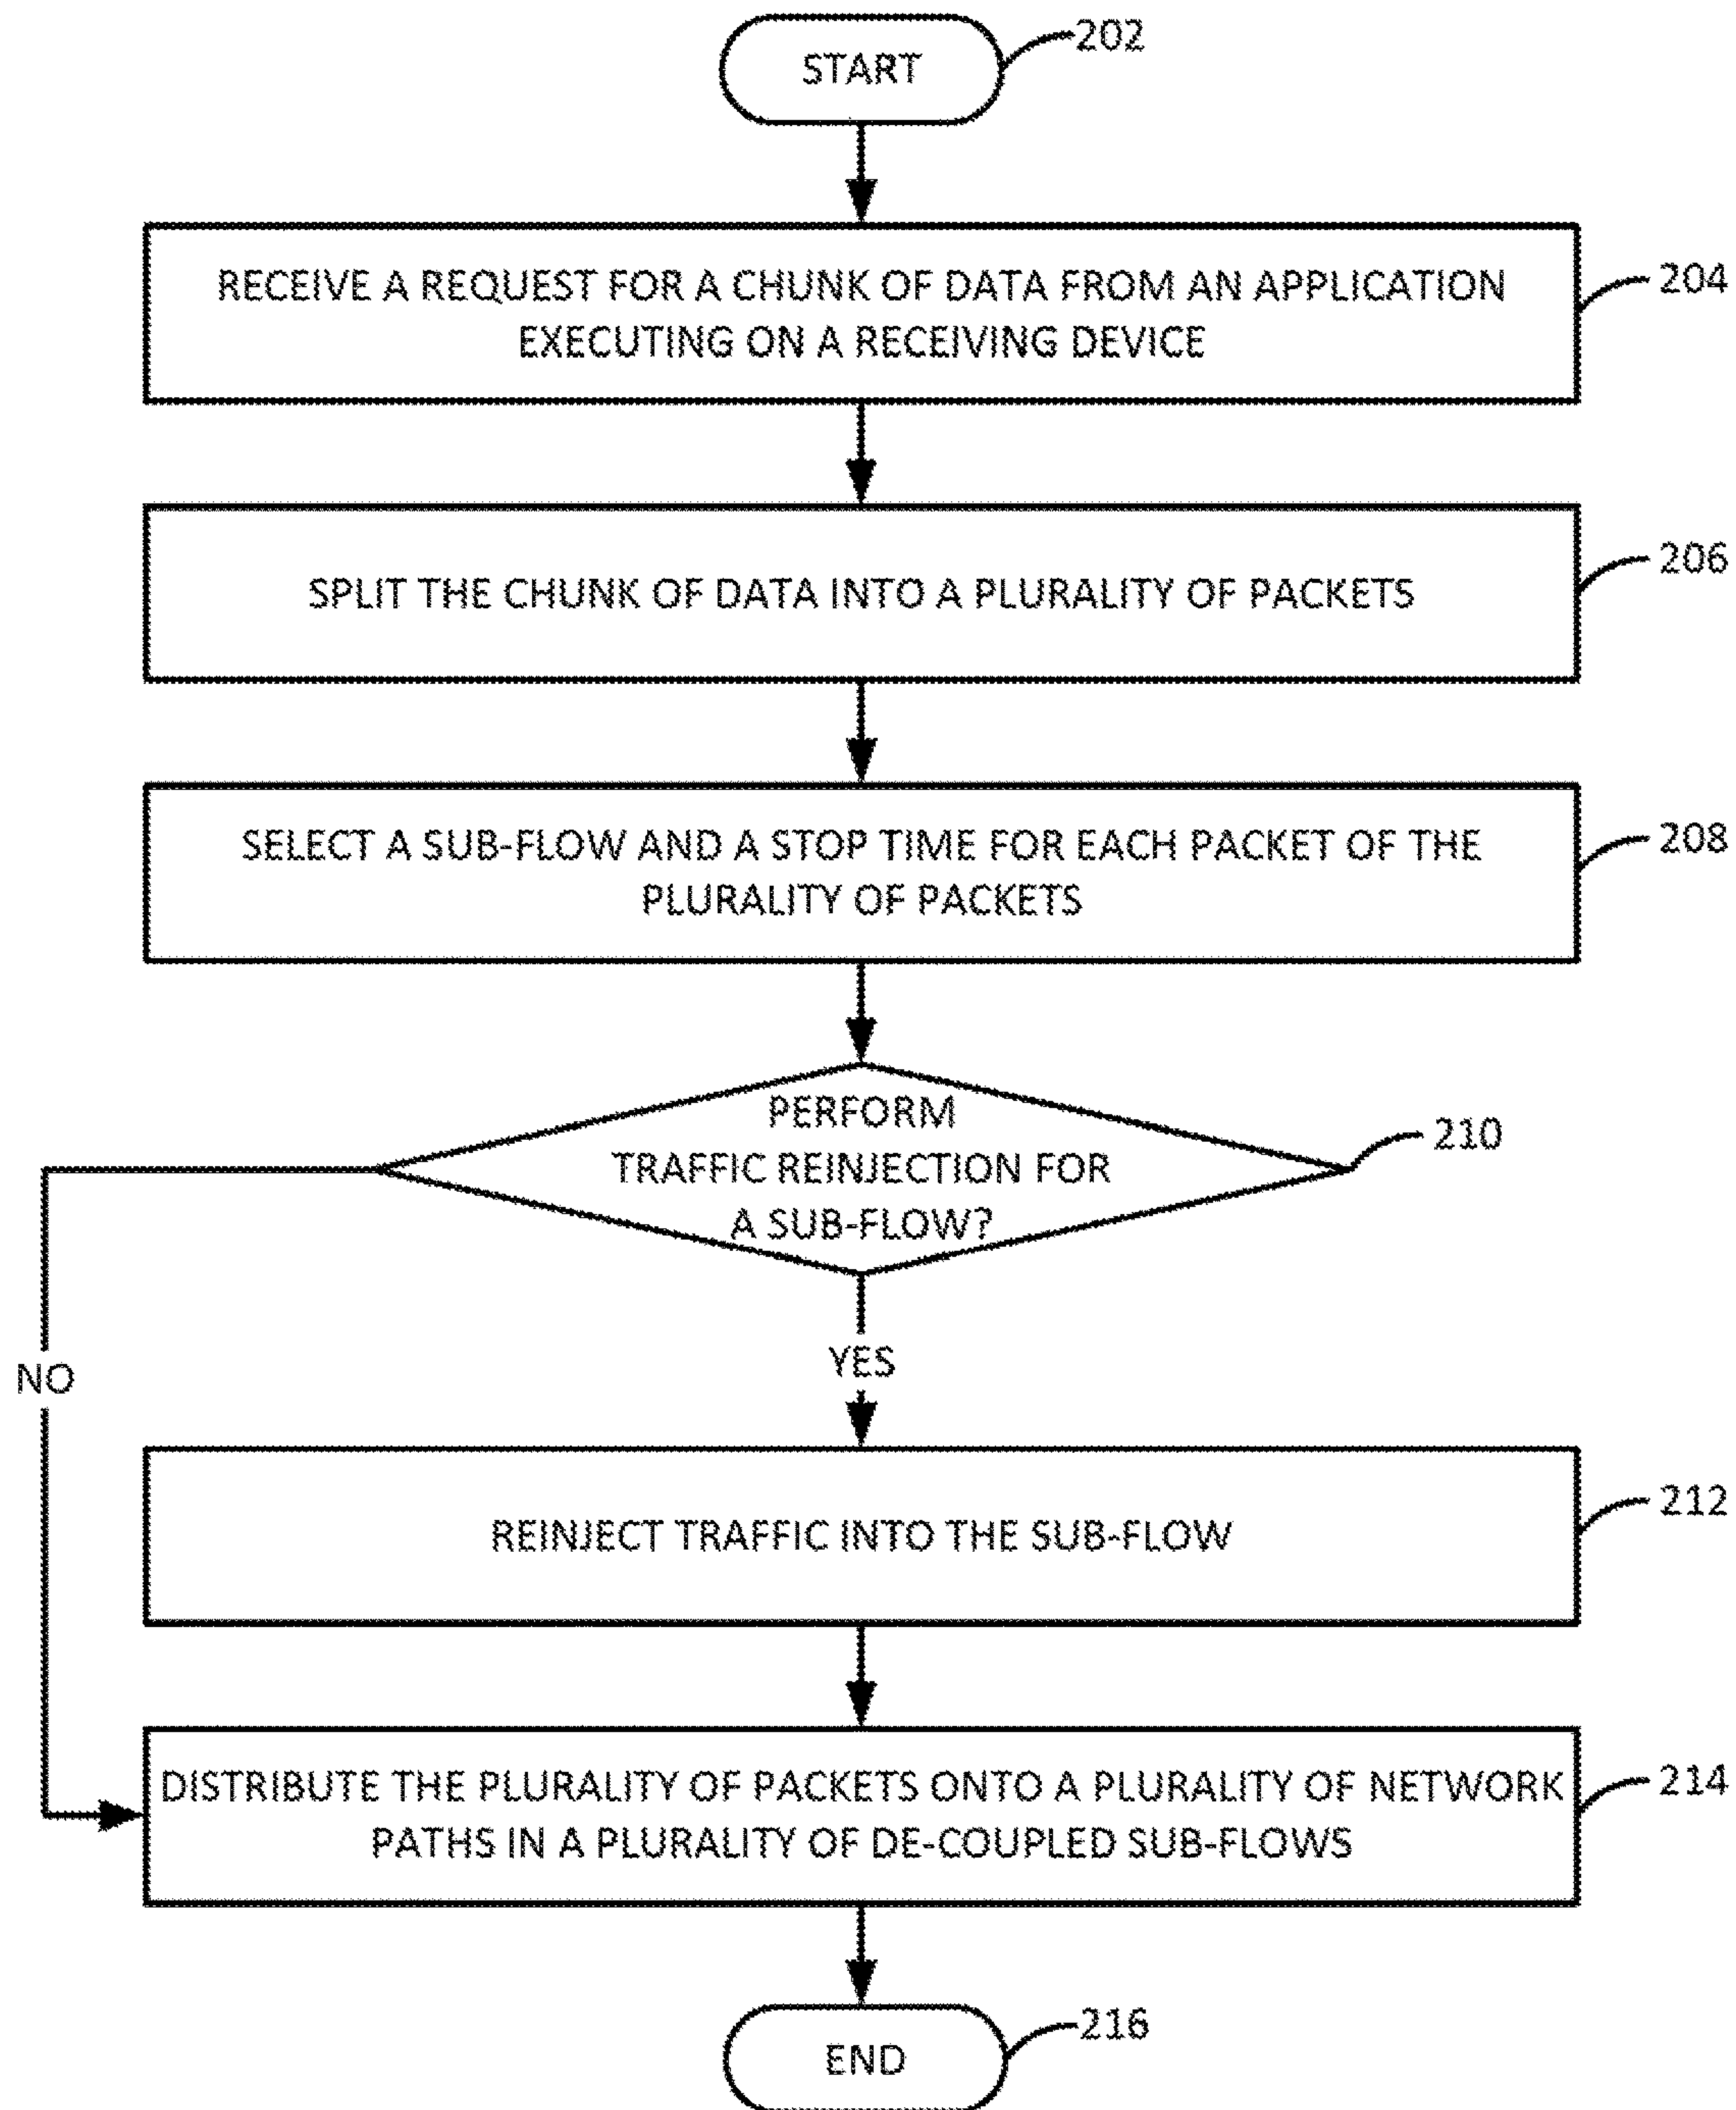 START
202
RECEIVE A REQUEST FOR A CHUNK OF DATA FROM AN APPLICATION
EXECUTING ON A RECEIVING DEVICE
204
SPLIT THE CHUNK OF DATA INTO A PLURALITY OF PACKETS
206
SELECT A SUB-FLOW AND A STOP TIME FOR EACH PACKET OF THE
PLURALITY OF PACKETS
208
PERFORM
TRAFFIC REINJECTION FOR
A SUB-FLOW?
210
NO
YES
REINJECT TRAFFIC INTO THE SUB-FLOW
212
DISTRIBUTE THE PLURALITY OF PACKETS ONTO A PLURALITY OF NETWORK
PATHS IN A PLURALITY OF DE-COUPLED SUB-FLOWS
214
END
216